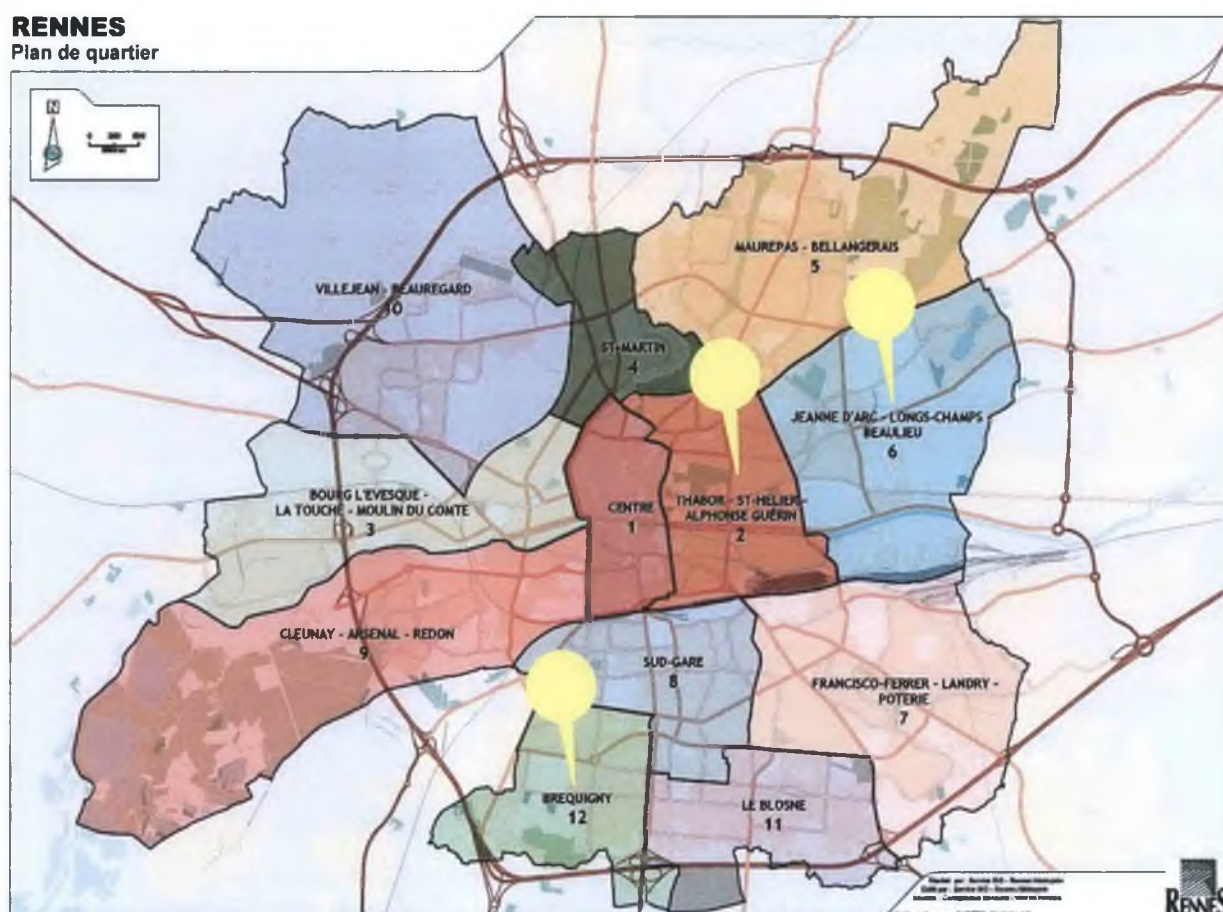 RENNES
Plan de quartier
N
MAUREPAS - BELLANGERAIS
5
VILLEJEAN - BEAUREGARD
10
ST-MARTIN
4
JEANNE D'ARC - LONGS-CHAMPS -
BEAULIEU
6
BOURG L'EVESQUE -
LA TOUCHE - MOULIN DU COMTE
3
CENTRE
1
THABOR - ST-HÉLIER -
ALPHONSE GUÉRIN
2
CLEUNAY - ARSENAL - REDON
9
SUD-GARE
8
FRANCISCO-FERRER - LANDRY -
POTERIE
7
BREQUIGNY
12
LE BLOSNE
11
RENNES